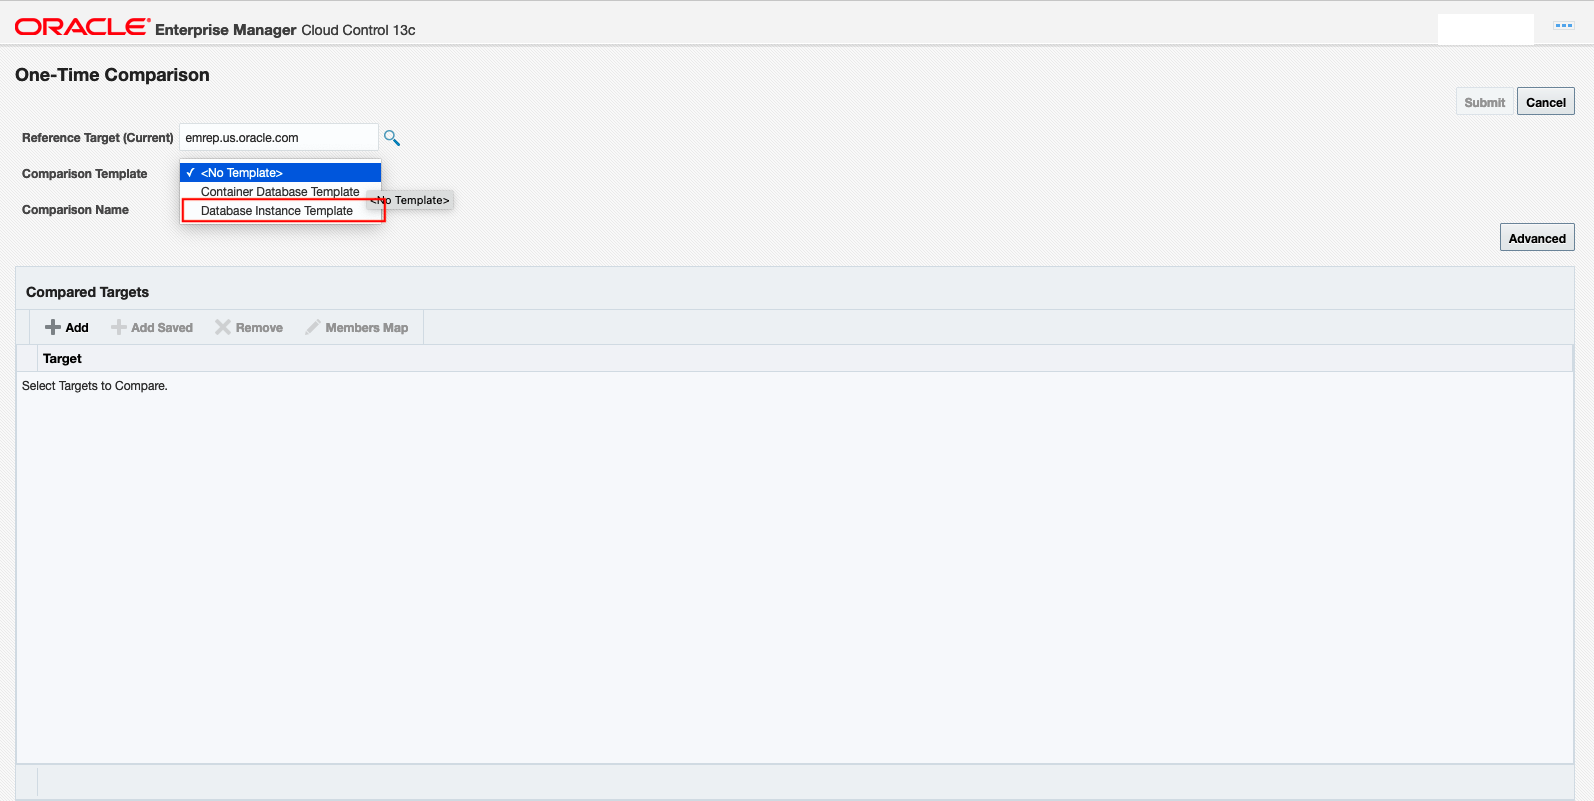 ORACLE Enterprise Manager Cloud Control 13c
One-Time Comparison
Submit Cancel
Reference Target (Current) emrep.us.oracle.com
Comparison Template
✓ <No Template>
Container Database Template
<No Template>
Database Instance Template
Comparison Name
Advanced
Compared Targets
Add Add Saved Remove Members Map
Target
Select Targets to Compare.